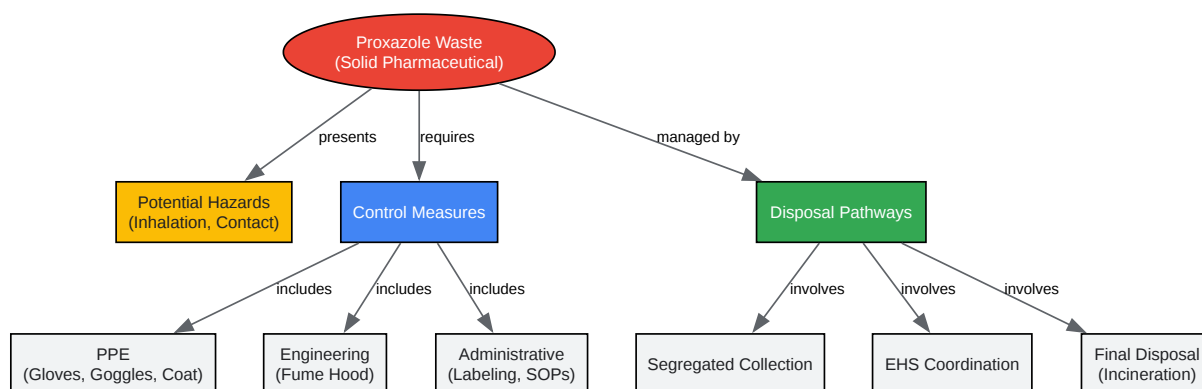 Proxazole Waste
(Solid Pharmaceutical)
presents
requires
managed by
Potential Hazards
(Inhalation, Contact)
Control Measures
Disposal Pathways
includes
includes
includes
involves
involves
involves
PPE
(Gloves, Goggles, Coat)
Engineering
(Fume Hood)
Administrative
(Labeling, SOPs)
Segregated Collection
EHS Coordination
Final Disposal
(Incineration)